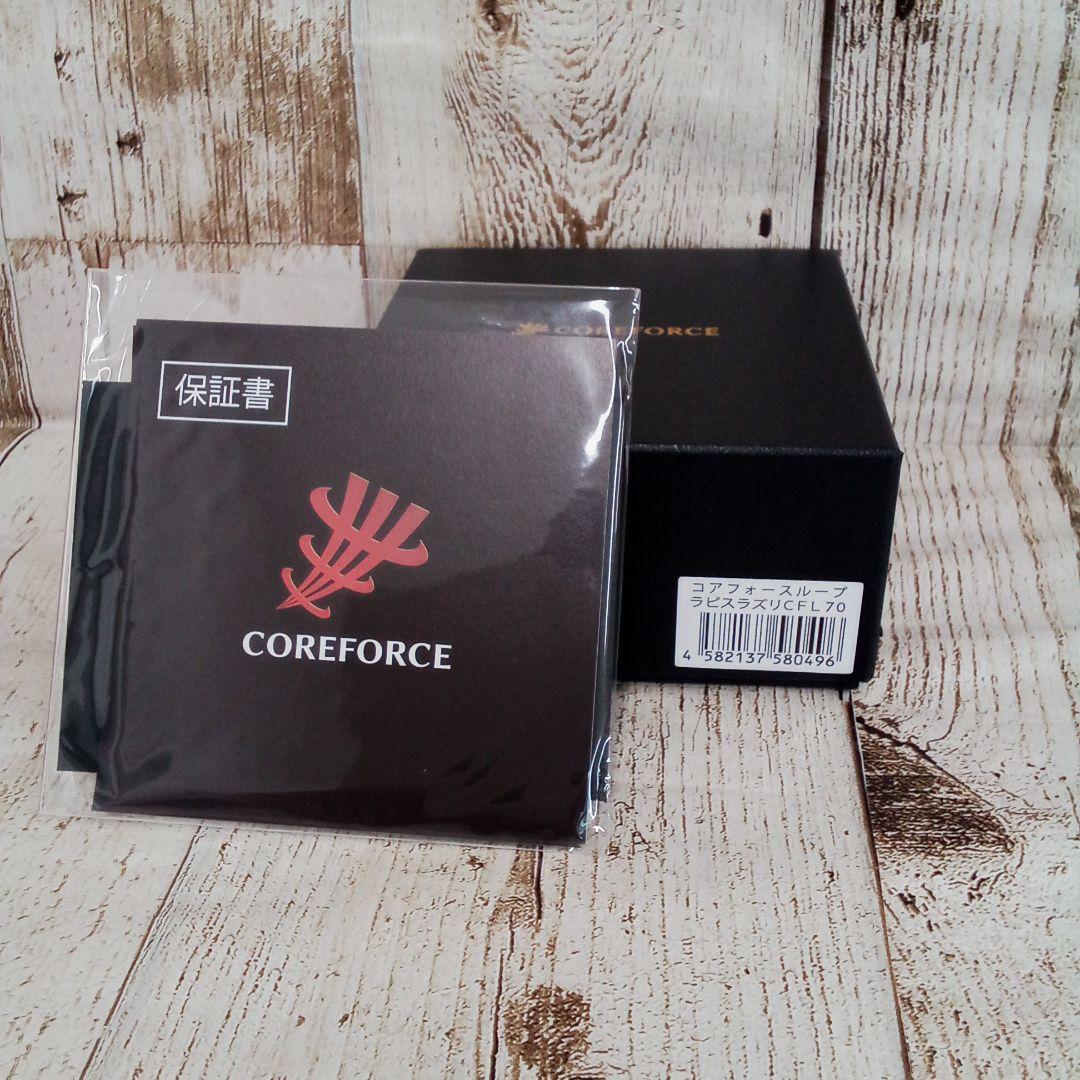 COREFORCE
保証書
COREFORCE
コアフォースループ
ラピスラズリCFL70
4 582137 580496